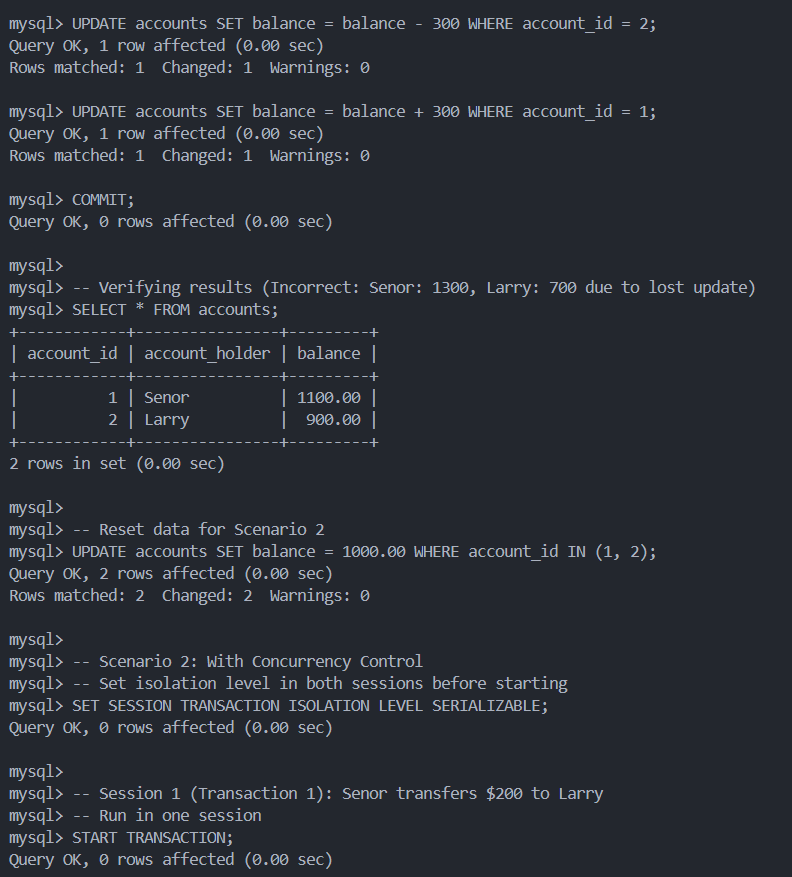 mysql> UPDATE accounts SET balance = balance - 300 WHERE account_id = 2;
Query OK, 1 row affected (0.00 sec)
Rows matched: 1  Changed: 1  Warnings: 0

mysql> UPDATE accounts SET balance = balance + 300 WHERE account_id = 1;
Query OK, 1 row affected (0.00 sec)
Rows matched: 1  Changed: 1  Warnings: 0

mysql> COMMIT;
Query OK, 0 rows affected (0.00 sec)

mysql>
mysql> -- Verifying results (Incorrect: Senor: 1300, Larry: 700 due to lost update)
mysql> SELECT * FROM accounts;
+------------+----------------+---------+
| account_id | account_holder | balance |
+------------+----------------+---------+
|          1 | Senor          | 1100.00 |
|          2 | Larry          |  900.00 |
+------------+----------------+---------+
2 rows in set (0.00 sec)

mysql>
mysql> -- Reset data for Scenario 2
mysql> UPDATE accounts SET balance = 1000.00 WHERE account_id IN (1, 2);
Query OK, 2 rows affected (0.00 sec)
Rows matched: 2  Changed: 2  Warnings: 0

mysql>
mysql> -- Scenario 2: With Concurrency Control
mysql> -- Set isolation level in both sessions before starting
mysql> SET SESSION TRANSACTION ISOLATION LEVEL SERIALIZABLE;
Query OK, 0 rows affected (0.00 sec)

mysql>
mysql> -- Session 1 (Transaction 1): Senor transfers $200 to Larry
mysql> -- Run in one session
mysql> START TRANSACTION;
Query OK, 0 rows affected (0.00 sec)